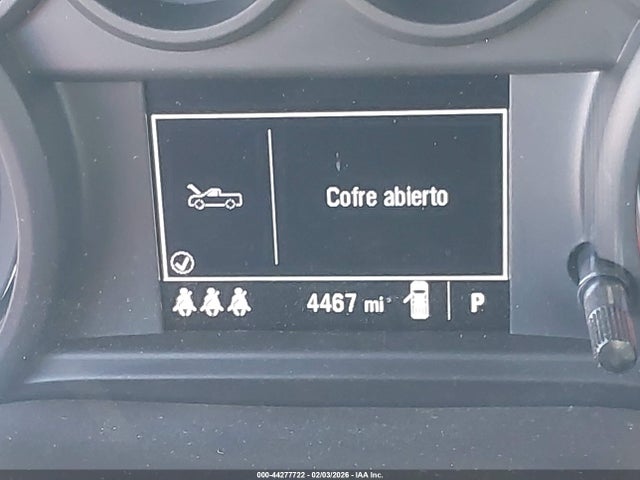 Cofre abierto
4467 mi
P
000-44277722 - 02/03/2026 - IAA Inc.